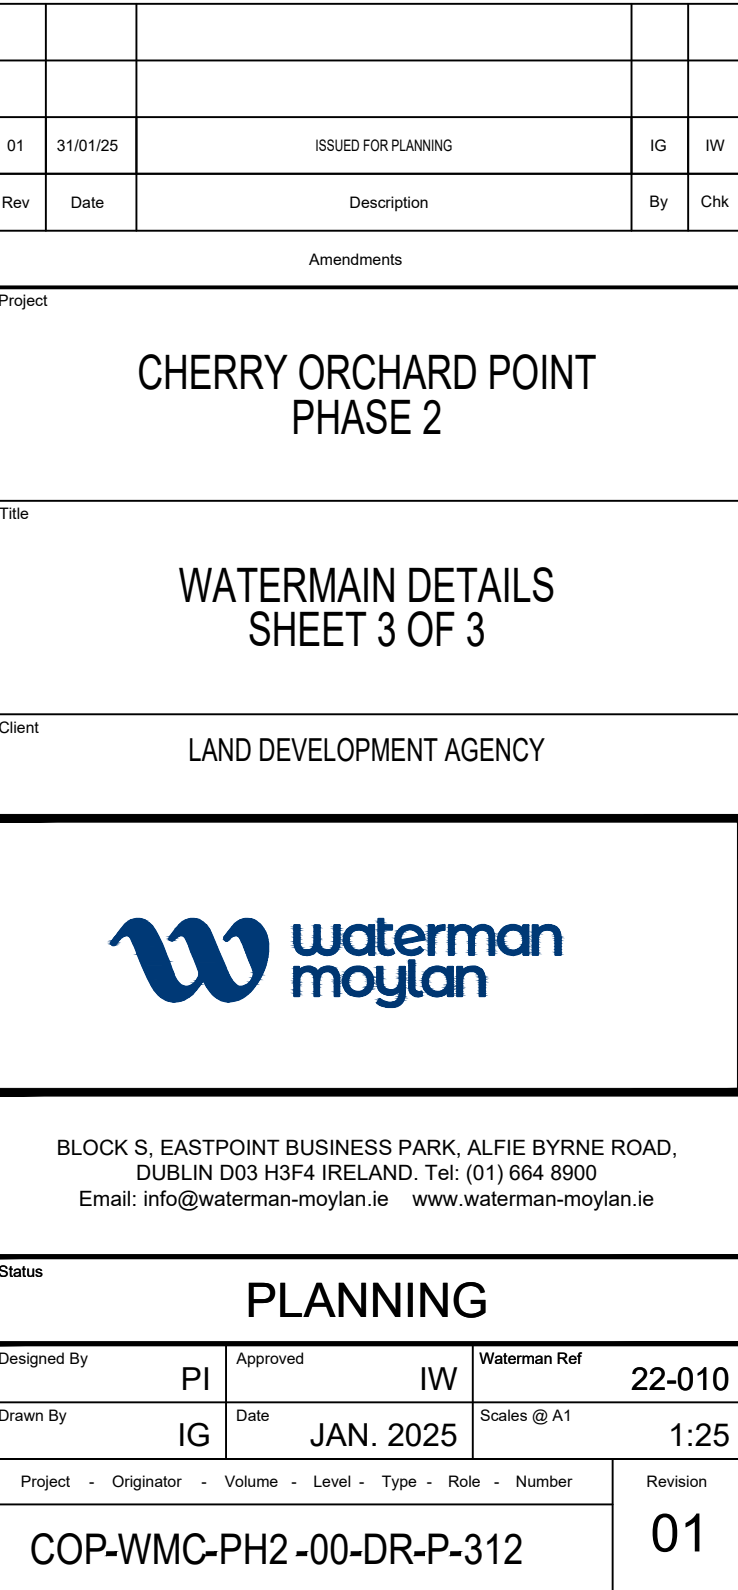 01 31/01/25 ISSUED FOR PLANNING IG IW
Rev Date Description By Chk
Amendments
Project
CHERRY ORCHARD POINT
PHASE 2
Title
WATERMAIN DETAILS
SHEET 3 OF 3
Client
LAND DEVELOPMENT AGENCY
waterman
moylan
BLOCK S, EASTPOINT BUSINESS PARK, ALFIE BYRNE ROAD,
DUBLIN D03 H3F4 IRELAND. Tel: (01) 664 8900
Email: info@waterman-moylan.ie www.waterman-moylan.ie
Status
PLANNING
Designed By PI Approved IW Waterman Ref 22-010
Drawn By IG Date JAN. 2025 Scales @ A1 1:25
Project - Originator - Volume - Level - Type - Role - Number Revision
COP-WMC-PH2-00-DR-P-312 01